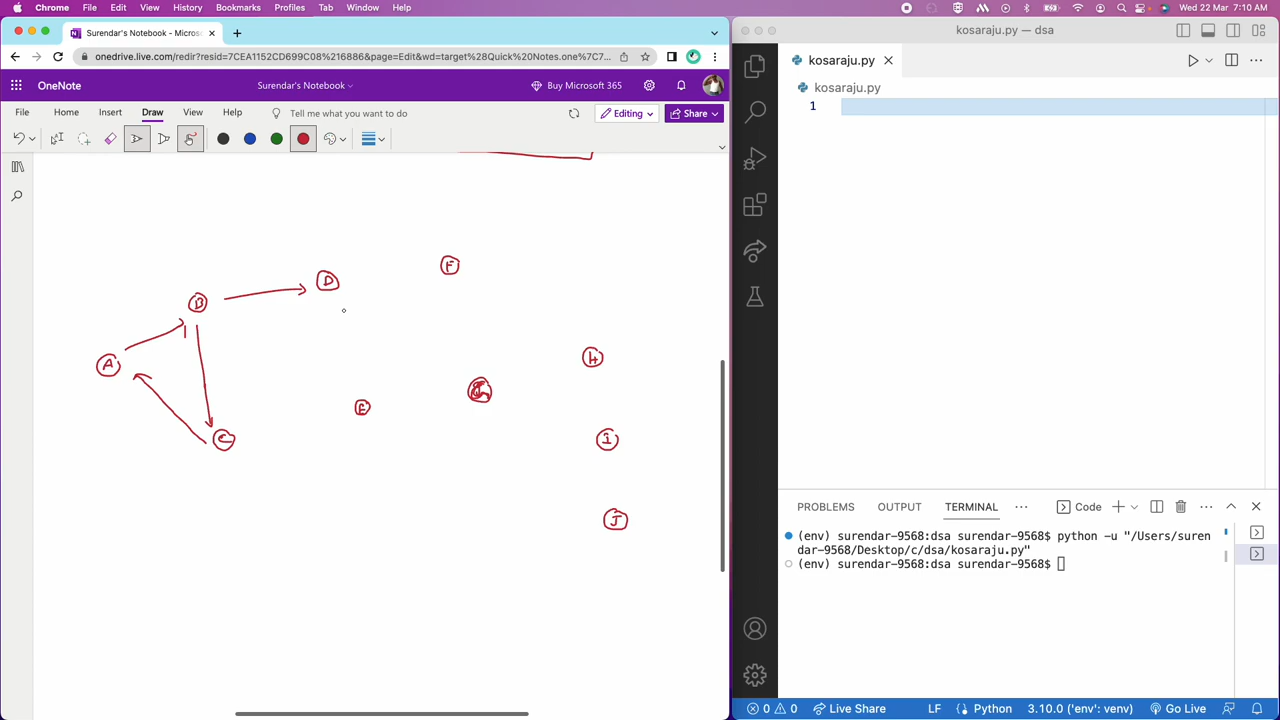 Chrome File Edit View History Bookmarks Profiles Tab Window Help
Wed 22 Mar 7:10 AM
Surendar's Notebook – Micros
onedrive.live.com/redir?resid=7CEA1152CD699C08%216886&page=Edit&wd=target%28Quick%20Notes.one%7C7...
OneNote
Surendar's Notebook
Buy Microsoft 365
File Home Insert Draw View Help Tell me what you want to do
Editing
Share
F
D
B
H
A
E
I
C
J
kosaraju.py — dsa
kosaraju.py
kosaraju.py
1
PROBLEMS OUTPUT TERMINAL ··· Code
(env) surendar-9568:dsa surendar-9568$ python -u "/Users/suren
dar-9568/Desktop/c/dsa/kosaraju.py"
(env) surendar-9568:dsa surendar-9568$
0 0 Live Share LF Python 3.10.0 ('env': venv) Go Live